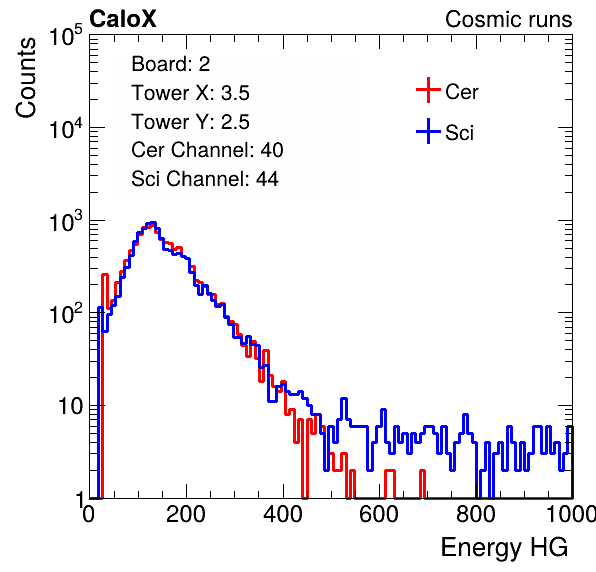 CaloX
Cosmic runs
Counts
10^5
10^4
10^3
10^2
10
1
Board: 2
Tower X: 3.5
Tower Y: 2.5
Cer Channel: 40
Sci Channel: 44
Cer
Sci
0
200
400
600
800
1000
Energy HG